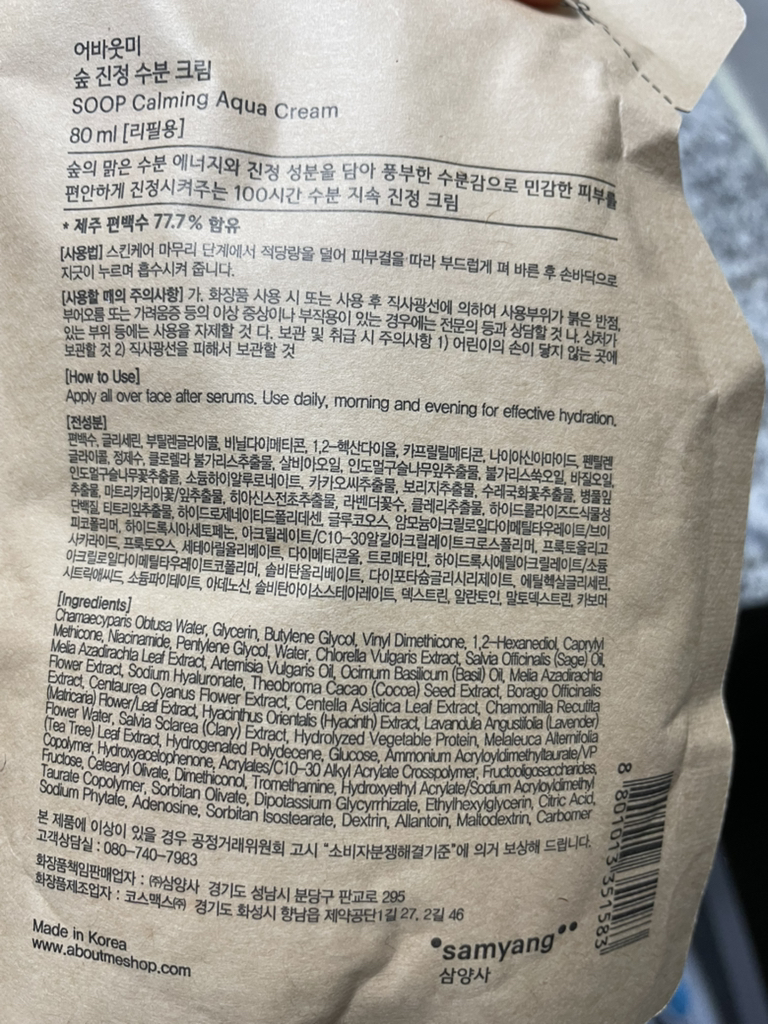 어바웃미
숲 진정 수분 크림
SOOP Calming Aqua Cream
80 ml [리필용]
숲의 맑은 수분 에너지와 진정 성분을 담아 풍부한 수분감으로 민감한 피부를
편안하게 진정시켜주는 100시간 수분 지속 진정 크림
* 제주 편백수 77.7% 함유
[사용법] 스킨케어 마무리 단계에서 적당량을 덜어 피부결을 따라 부드럽게 펴 바른 후 손바닥으로
지긋이 누르며 흡수시켜 줍니다.
[사용할 때의 주의사항] 가. 화장품 사용 시 또는 사용 후 직사광선에 의하여 사용부위가 붉은 반점,
부어오름 또는 가려움증 등의 이상 증상이나 부작용이 있는 경우에는 전문의 등과 상담할 것 나. 상처가
있는 부위 등에는 사용을 자제할 것 다. 보관 및 취급 시 주의사항 1) 어린이의 손이 닿지 않는 곳에
보관할 것 2) 직사광선을 피해서 보관할 것
[How to Use]
Apply all over face after serums. Use daily, morning and evening for effective hydration.
[전성분]
편백수, 글리세린, 부틸렌글라이콜, 비닐다이메티콘, 1,2-헥산다이올, 카프릴릴메티콘, 나이아신아마이드, 펜틸렌
글라이콜, 정제수, 클로렐라 불가리스추출물, 살비아오일, 인도멀구슬나무잎추출물, 불가리스쑥오일, 바질오일,
인도멀구슬나무꽃추출물, 소듐하이알루로네이트, 카카오씨추출물, 보리지추출물, 수레국화꽃추출물, 병풀잎
추출물, 마트리카리아꽃/잎추출물, 히아신스전초추출물, 라벤더꽃수, 클레리추출물, 하이드롤라이즈드식물성
단백질, 티트리잎추출물, 하이드로제네이티드폴리데센, 글루코오스, 암모늄아크릴로일다이메틸타우레이트/브이
피코폴리머, 하이드록시아세토페논, 아크릴레이트/C10-30알킬아크릴레이트크로스폴리머, 프룩토올리고
사카라이드, 프룩토오스, 세테아릴올리베이트, 다이메티콘올, 트로메타민, 하이드록시에틸아크릴레이트/소듐
아크릴로일다이메틸타우레이트코폴리머, 솔비탄올리베이트, 다이포타슘글리시리제이트, 에틸헥실글리세린,
시트릭애씨드, 소듐파이테이트, 아데노신, 솔비탄아이소스테아레이트, 덱스트린, 알란토인, 말토덱스트린, 카보머
[Ingredients]
Chamaecyparis Obtusa Water, Glycerin, Butylene Glycol, Vinyl Dimethicone, 1,2-Hexanediol, Caprylyl
Methicone, Niacinamide, Pentylene Glycol, Water, Chlorella Vulgaris Extract, Salvia Officinalis (Sage) Oil,
Melia Azadirachta Leaf Extract, Artemisia Vulgaris Oil, Ocimum Basilicum (Basil) Oil, Melia Azadirachta
Flower Extract, Sodium Hyaluronate, Theobroma Cacao (Cocoa) Seed Extract, Borago Officinalis
Extract, Centaurea Cyanus Flower Extract, Centella Asiatica Leaf Extract, Chamomilla Recutita
(Matricaria) Flower/Leaf Extract, Hyacinthus Orientalis (Hyacinth) Extract, Lavandula Angustifolia (Lavender)
Flower Water, Salvia Sclarea (Clary) Extract, Hydrolyzed Vegetable Protein, Melaleuca Alternifolia
(Tea Tree) Leaf Extract, Hydrogenated Polydecene, Glucose, Ammonium Acryloyldimethyltaurate/VP
Copolymer, Hydroxyacetophenone, Acrylates/C10-30 Alkyl Acrylate Crosspolymer, Fructooligosaccharides,
Fructose, Cetearyl Olivate, Dimethiconol, Tromethamine, Hydroxyethyl Acrylate/Sodium Acryloyldimethyl
Taurate Copolymer, Sorbitan Olivate, Dipotassium Glycyrrhizate, Ethylhexylglycerin, Citric Acid,
Sodium Phytate, Adenosine, Sorbitan Isostearate, Dextrin, Allantoin, Maltodextrin, Carbomer
본 제품에 이상이 있을 경우 공정거래위원회 고시 "소비자분쟁해결기준"에 의거 보상해 드립니다.
고객상담실 : 080-740-7983
화장품책임판매업자 : ㈜삼양사 경기도 성남시 분당구 판교로 295
화장품제조업자 : 코스맥스㈜ 경기도 화성시 향남읍 제약공단1길 27, 2길 46
Made in Korea
www.aboutmeshop.com
samyang
삼양사
8 801013 351583